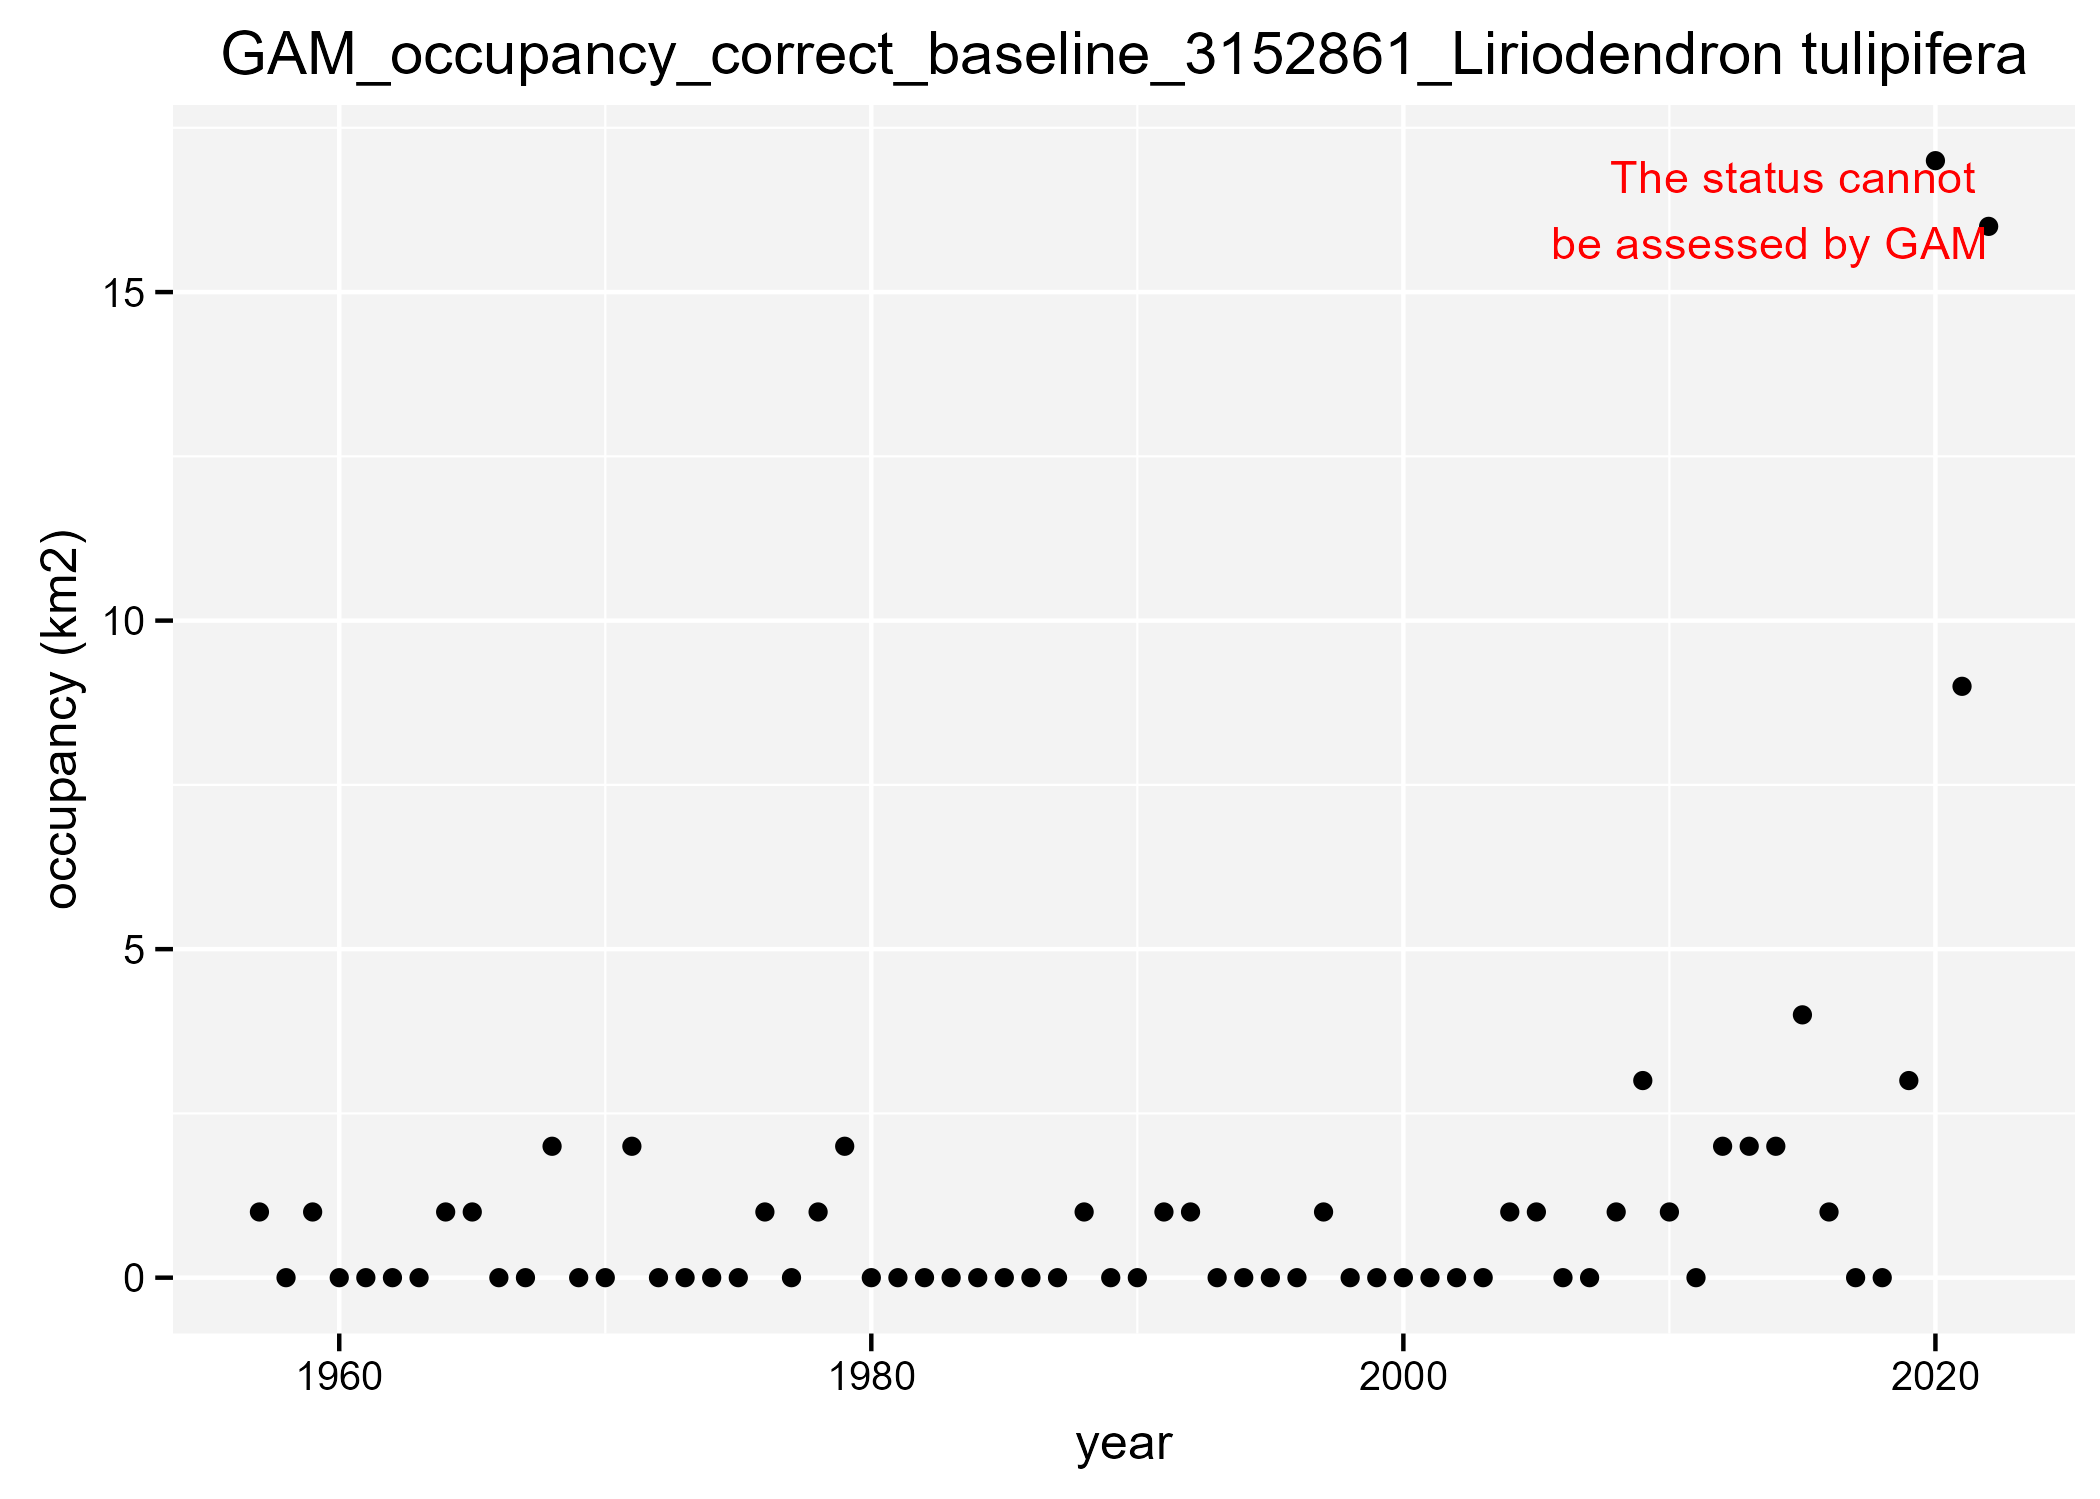 GAM_occupancy_correct_baseline_3152861_Liriodendron tulipifera
The status cannot
be assessed by GAM
occupancy (km2)
15
10
5
0
1960 1980 2000 2020
year